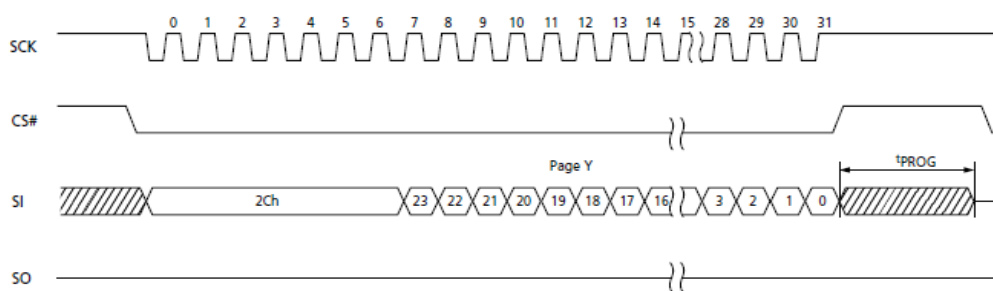 0 1 2 3 4 5 6 7 8 9 10 11 12 13 14 15 28 29 30 31
SCK
CS#
Page Y
tPROG
SI 2Ch 23 22 21 20 19 18 17 16 3 2 1 0
SO